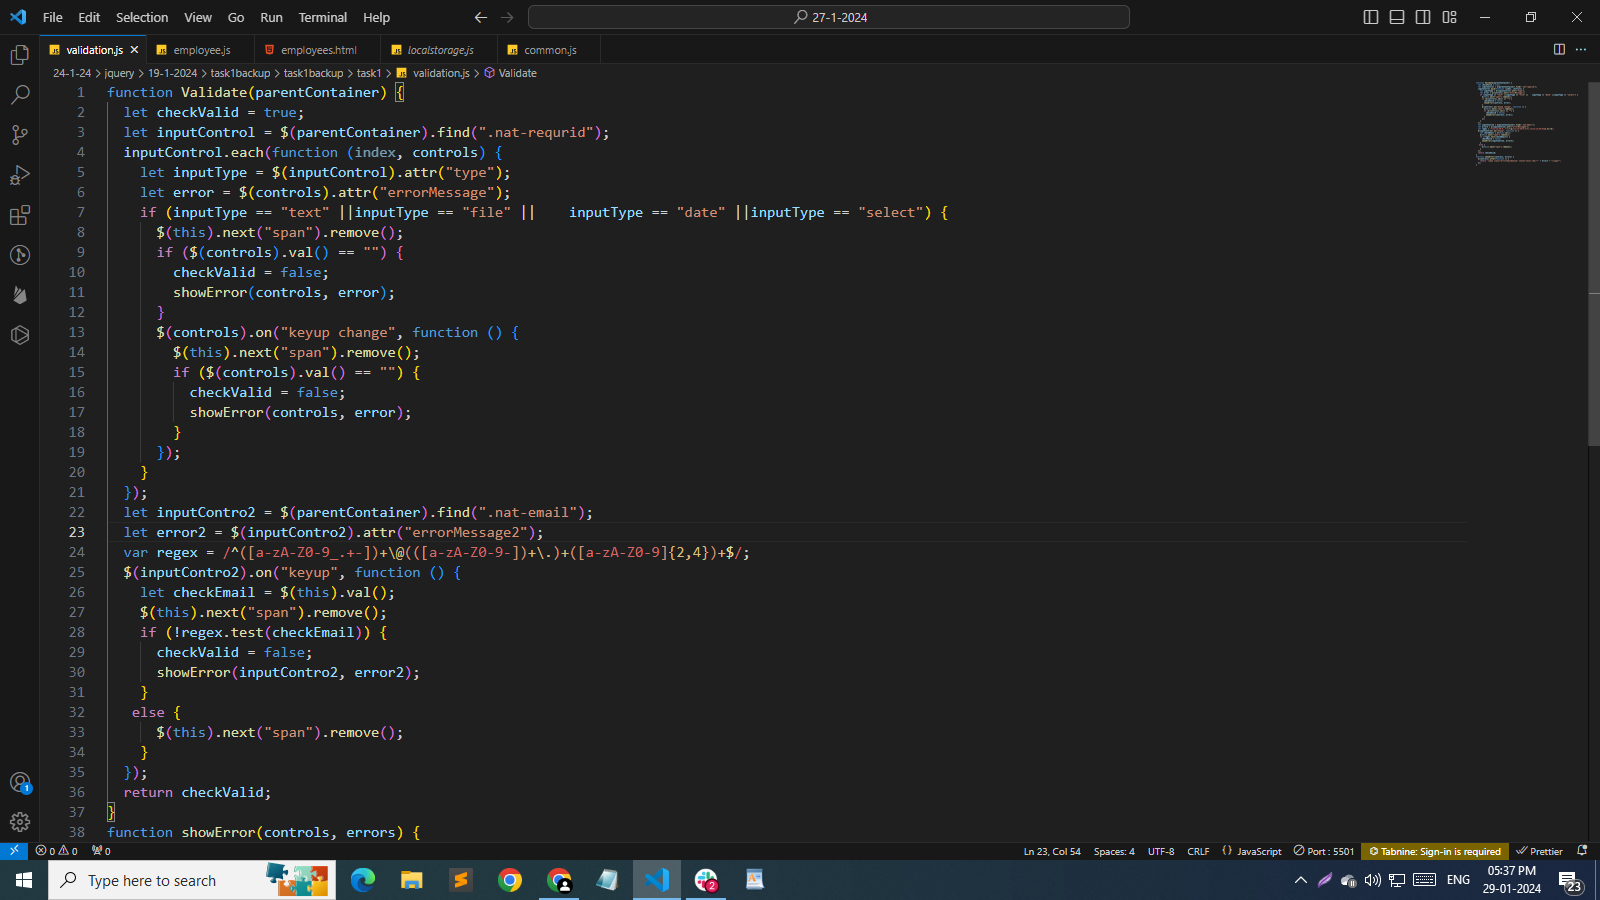 File Edit Selection View Go Run Terminal Help
27-1-2024
validation.js employee.js employees.html localstorage.js common.js
24-1-24 > jquery > 19-1-2024 > task1backup > task1backup > task1 > validation.js > Validate
1 function Validate(parentContainer) {
2 let checkValid = true;
3 let inputControl = $(parentContainer).find(".nat-requrid");
4 inputControl.each(function (index, controls) {
5 let inputType = $(inputControl).attr("type");
6 let error = $(controls).attr("errorMessage");
7 if (inputType == "text" ||inputType == "file" ||    inputType == "date" ||inputType == "select") {
8 $(this).next("span").remove();
9 if ($(controls).val() == "") {
10 checkValid = false;
11 showError(controls, error);
12 }
13 $(controls).on("keyup change", function () {
14 $(this).next("span").remove();
15 if ($(controls).val() == "") {
16 checkValid = false;
17 showError(controls, error);
18 }
19 });
20 }
21 });
22 let inputContro2 = $(parentContainer).find(".nat-email");
23 let error2 = $(inputContro2).attr("errorMessage2");
24 var regex = /^([a-zA-Z0-9_.+-])+\@(([a-zA-Z0-9-])+\.)+([a-zA-Z0-9]{2,4})+$/;
25 $(inputContro2).on("keyup", function () {
26 let checkEmail = $(this).val();
27 $(this).next("span").remove();
28 if (!regex.test(checkEmail)) {
29 checkValid = false;
30 showError(inputContro2, error2);
31 }
32 else {
33 $(this).next("span").remove();
34 }
35 });
36 return checkValid;
37 }
38 function showError(controls, errors) {
1
0 0 0 Ln 23, Col 54 Spaces: 4 UTF-8 CRLF {} JavaScript Port : 5501 Tabnine: Sign-in is required Prettier
Type here to search
2
ENG
05:37 PM
29-01-2024
23